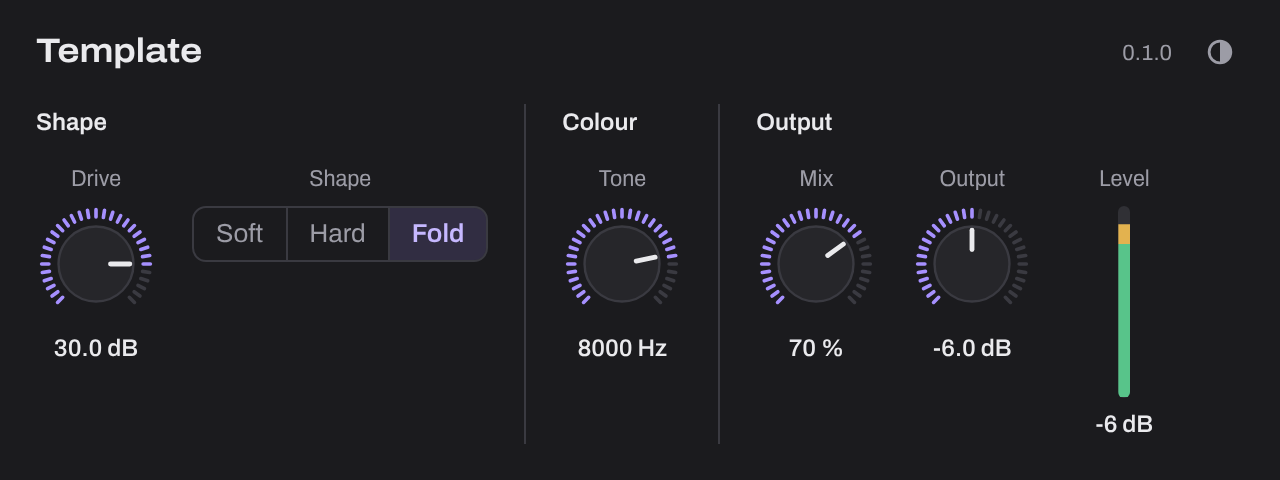 Template
0.1.0
Shape
Colour
Output
Drive
Shape
Tone
Mix
Output
Level
Soft
Hard
Fold
30.0 dB
8000 Hz
70 %
-6.0 dB
-6 dB